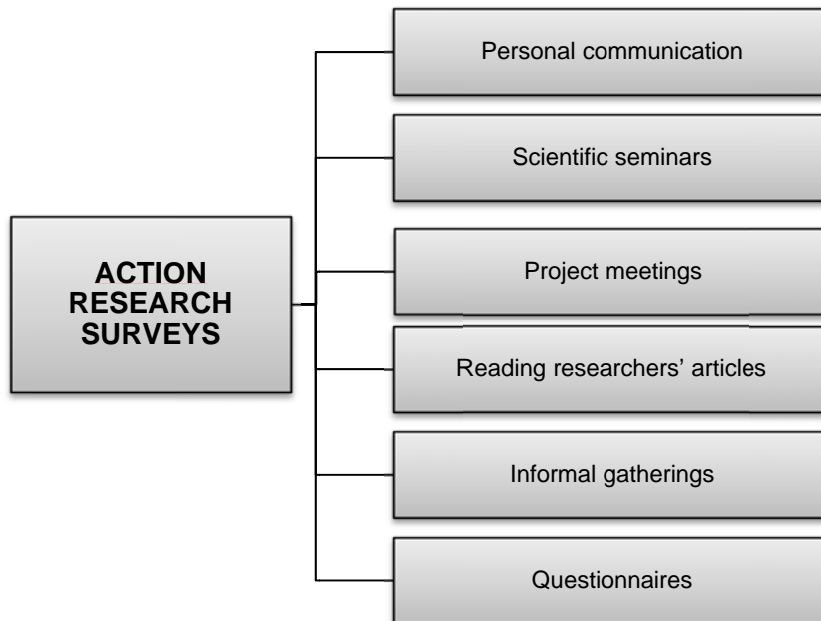 Personal communication
Scientific seminars
ACTION
RESEARCH
SURVEYS
Project meetings
Reading researchers’ articles
Informal gatherings
Questionnaires